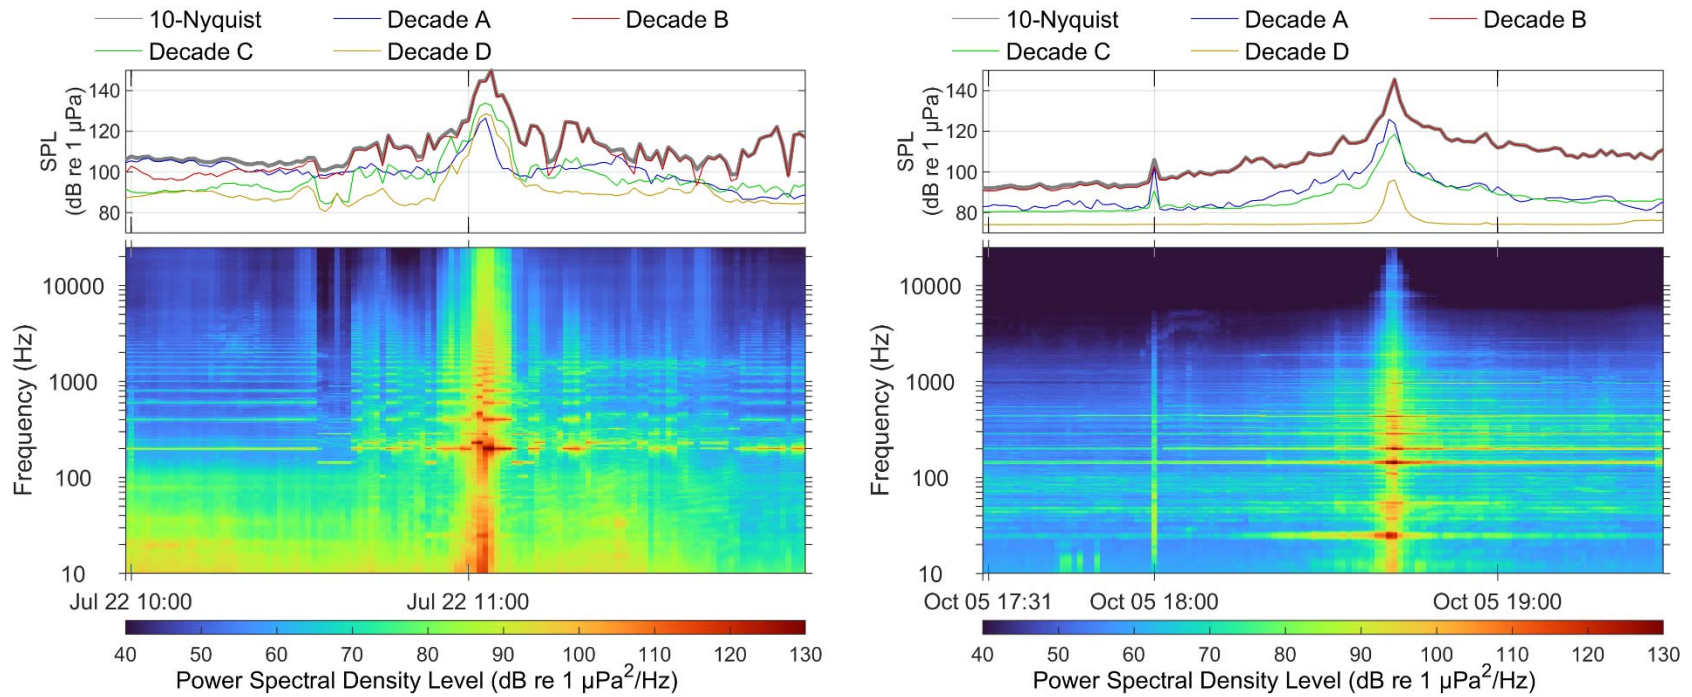 10-Nyquist Decade A Decade B
Decade C Decade D
SPL
(dB re 1 µPa)
140
120
100
80
Frequency (Hz)
10000
1000
100
10
Jul 22 10:00 Jul 22 11:00
40 50 60 70 80 90 100 110 120 130
Power Spectral Density Level (dB re 1 µPa²/Hz)
10-Nyquist Decade A Decade B
Decade C Decade D
SPL
(dB re 1 µPa)
140
120
100
80
Frequency (Hz)
10000
1000
100
10
Oct 05 17:31 Oct 05 18:00 Oct 05 19:00
40 50 60 70 80 90 100 110 120 130
Power Spectral Density Level (dB re 1 µPa²/Hz)